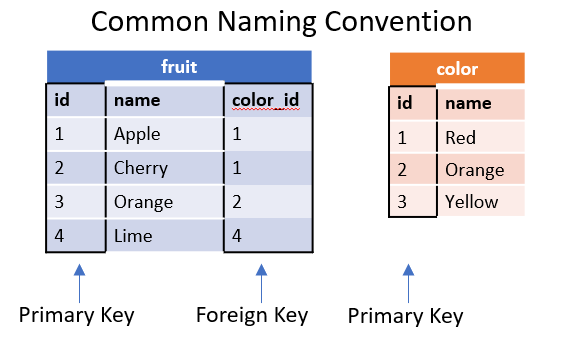 Common Naming Convention
fruit
id name color_id
1 Apple 1
2 Cherry 1
3 Orange 2
4 Lime 4
color
id name
1 Red
2 Orange
3 Yellow
Primary Key Foreign Key Primary Key